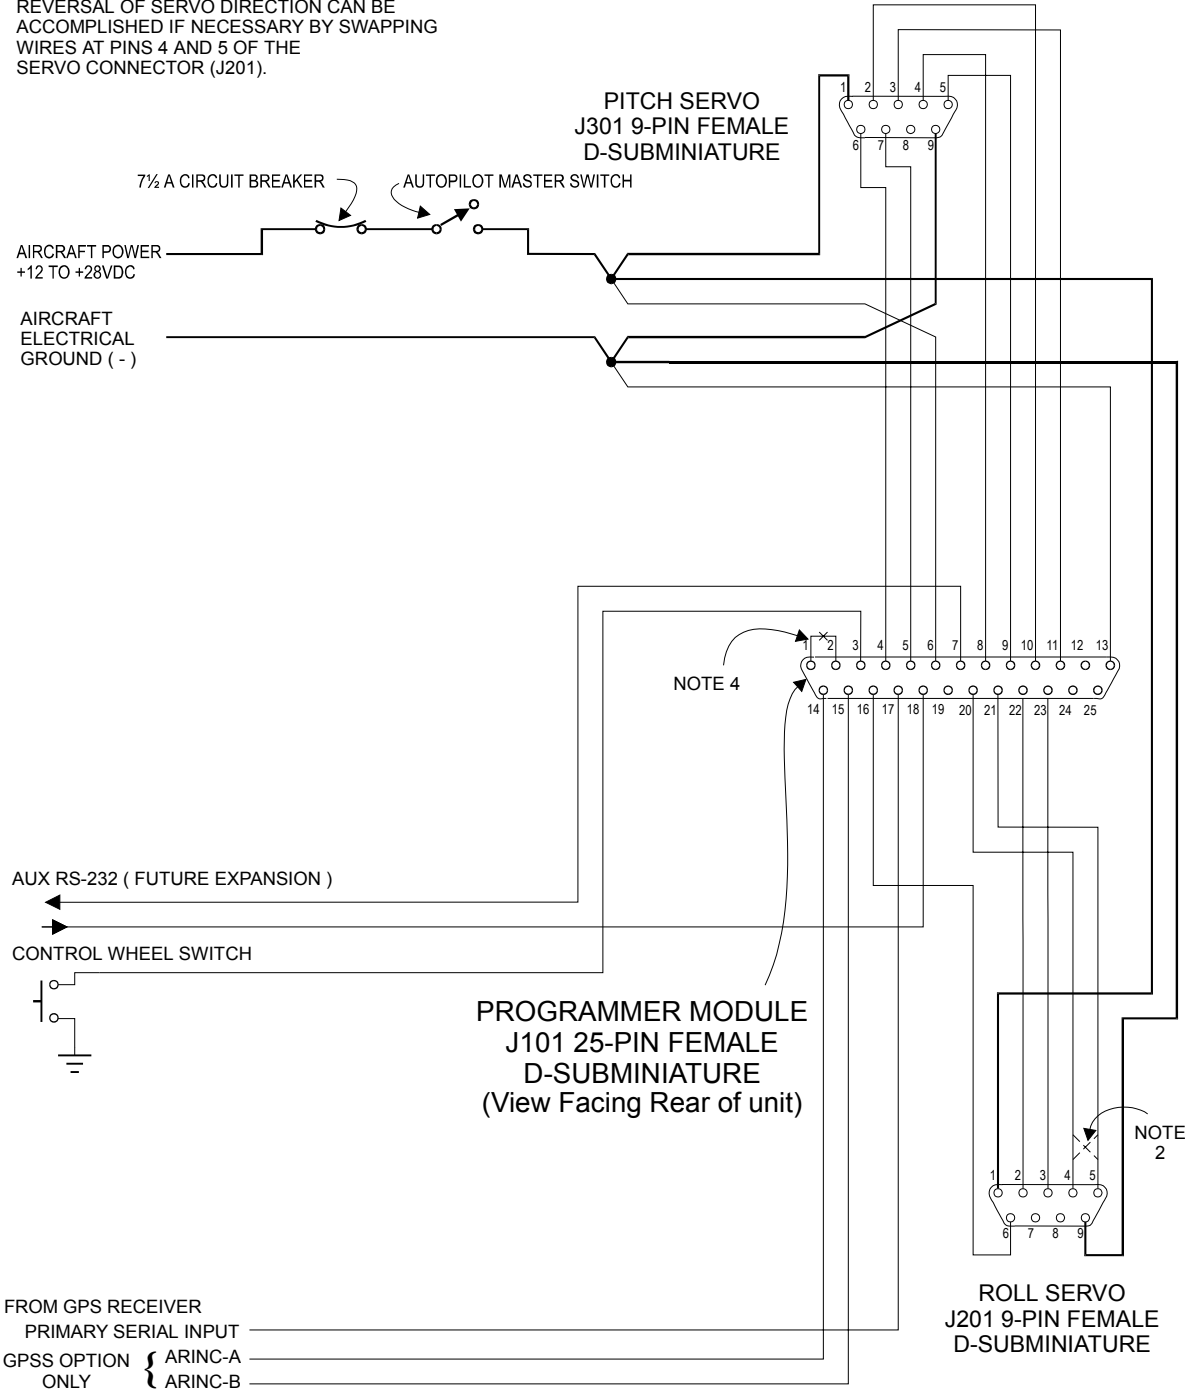 REVERSAL OF SERVO DIRECTION CAN BE
ACCOMPLISHED IF NECESSARY BY SWAPPING
WIRES AT PINS 4 AND 5 OF THE
SERVO CONNECTOR (J201).
PITCH SERVO
J301 9-PIN FEMALE
D-SUBMINIATURE
1 2 3 4 5
6 7 8 9
7½ A CIRCUIT BREAKER
AUTOPILOT MASTER SWITCH
AIRCRAFT POWER
+12 TO +28VDC
AIRCRAFT
ELECTRICAL
GROUND ( - )
1 2 3 4 5 6 7 8 9 10 11 12 13
NOTE 4
14 15 16 17 18 19 20 21 22 23 24 25
AUX RS-232 ( FUTURE EXPANSION )
CONTROL WHEEL SWITCH
PROGRAMMER MODULE
J101 25-PIN FEMALE
D-SUBMINIATURE
(View Facing Rear of unit)
NOTE
2
1 2 3 4 5
6 7 8 9
ROLL SERVO
J201 9-PIN FEMALE
D-SUBMINIATURE
FROM GPS RECEIVER
PRIMARY SERIAL INPUT
GPSS OPTION
ONLY
{
ARINC-A
ARINC-B